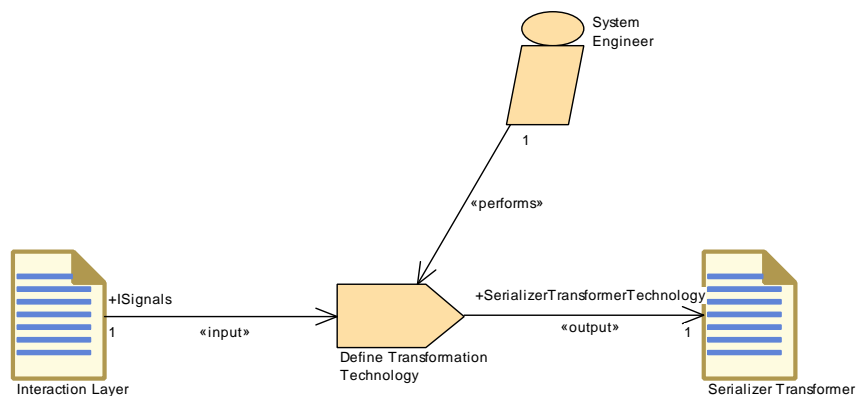 System
Engineer
1
«performs»
+ISignals
1
«input»
+SerializerTransformerTechnology
«output»
1
Define Transformation
Technology
Interaction Layer
Serializer Transformer